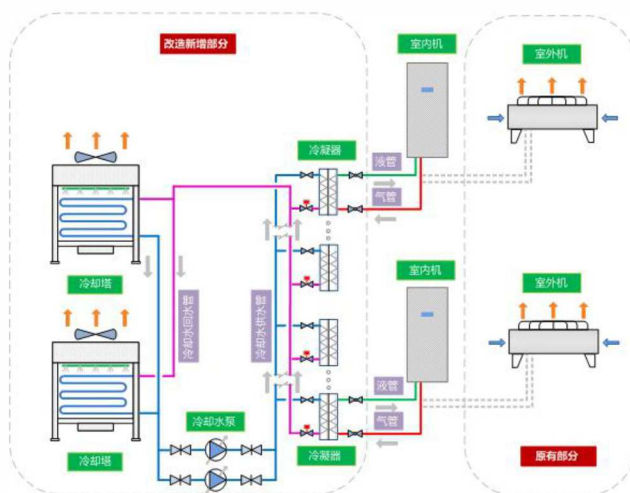 改造新增部分
室内机
室外机
冷凝器
液管
气管
冷却塔
冷却水回水管
冷却水供水管
室内机
室外机
冷却塔
冷却水泵
液管
气管
冷凝器
原有部分